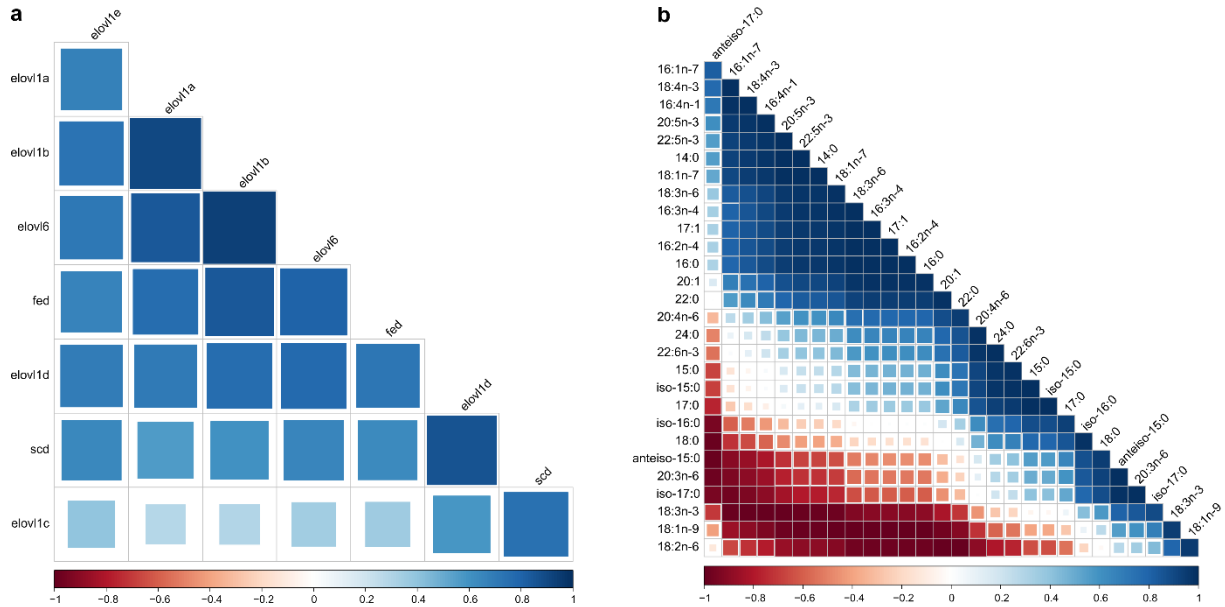 a
elovl1e
elovl1a
elovl1a
elovl1b
elovl1b
elovl6
elovl6
fed
fed
elovl1d
elovl1d
scd
scd
elovl1c
−1
−0.8
−0.6
−0.4
−0.2
0
0.2
0.4
0.6
0.8
1
b
anteiso-17:0
16:1n-7
16:1n-7
18:4n-3
18:4n-3
16:4n-1
16:4n-1
20:5n-3
20:5n-3
22:5n-3
22:5n-3
14:0
14:0
18:1n-7
18:1n-7
18:3n-6
18:3n-6
16:3n-4
16:3n-4
17:1
17:1
16:2n-4
16:2n-4
16:0
16:0
20:1
20:1
22:0
22:0
20:4n-6
20:4n-6
24:0
24:0
22:6n-3
22:6n-3
15:0
15:0
iso-15:0
iso-15:0
17:0
17:0
iso-16:0
iso-16:0
18:0
18:0
anteiso-15:0
anteiso-15:0
20:3n-6
20:3n-6
iso-17:0
iso-17:0
18:3n-3
18:3n-3
18:1n-9
18:1n-9
18:2n-6
−1
−0.8
−0.6
−0.4
−0.2
0
0.2
0.4
0.6
0.8
1